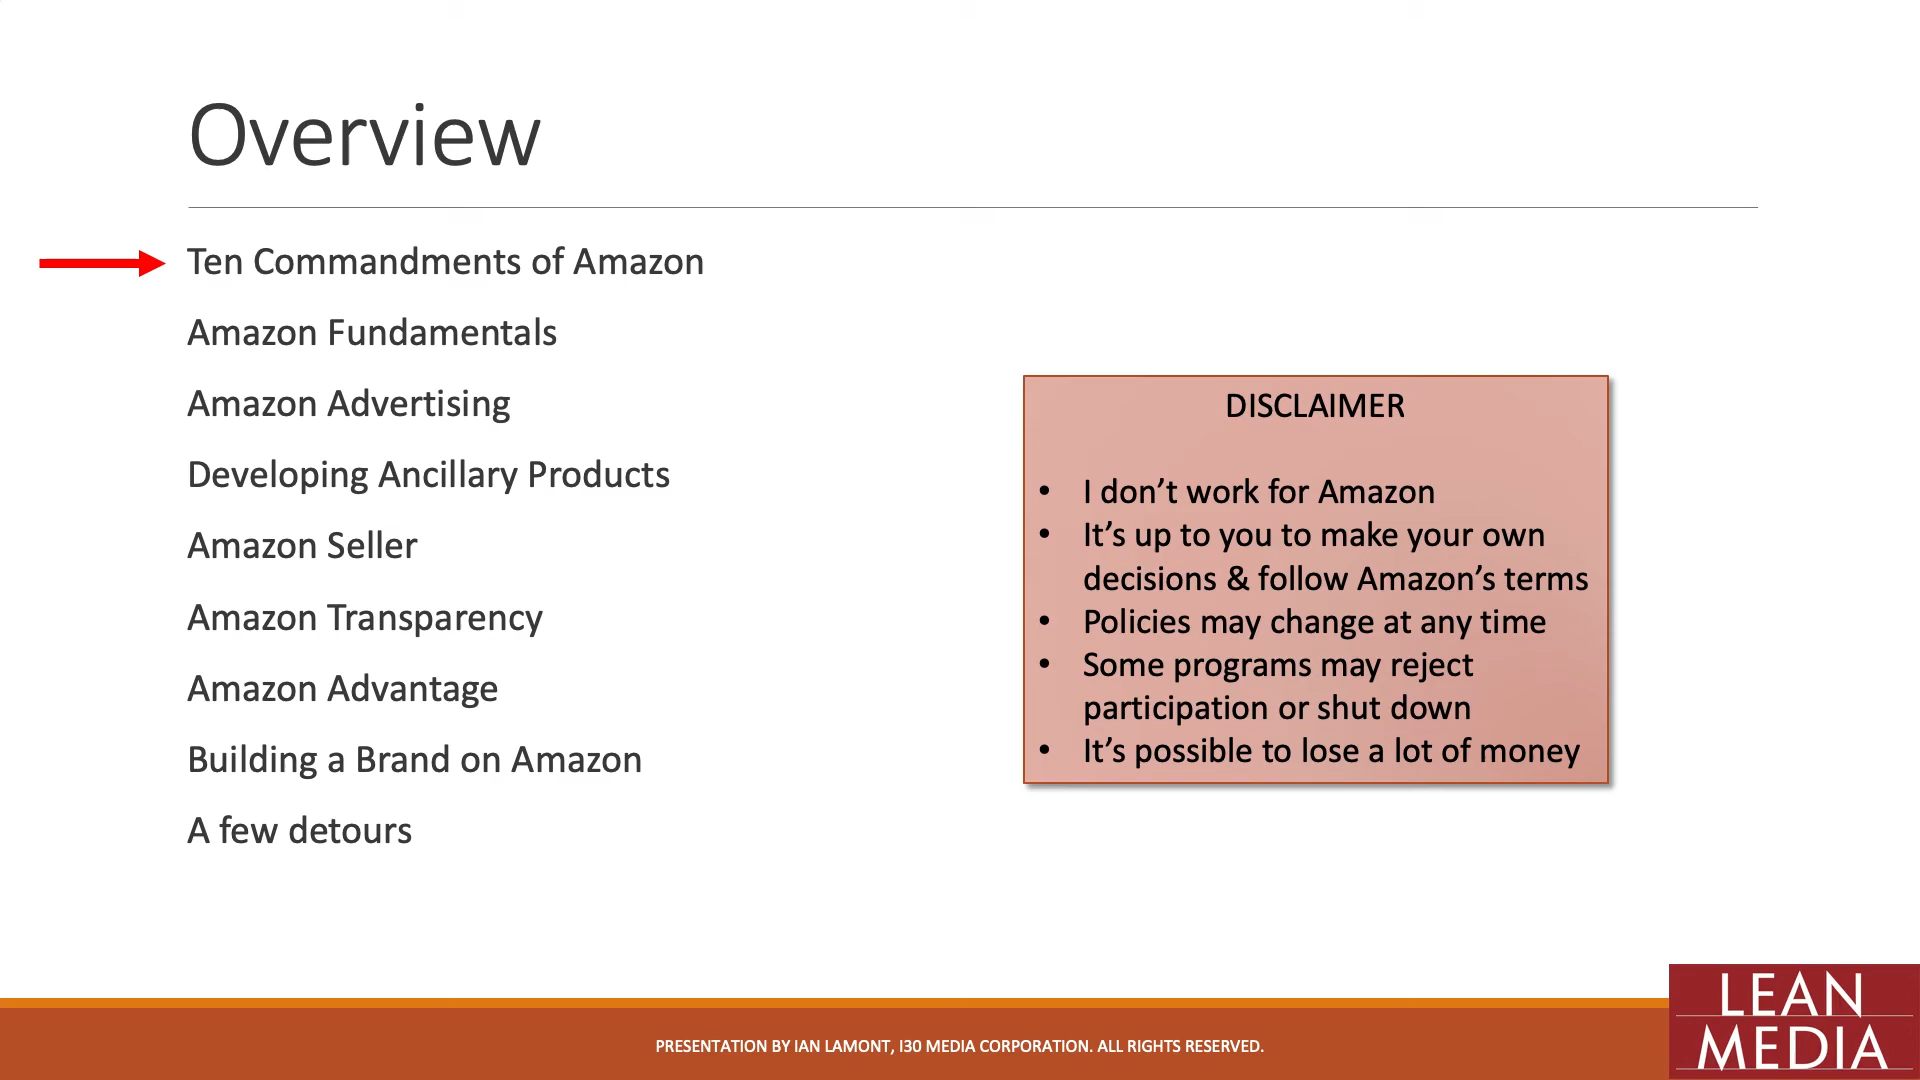 Overview
Ten Commandments of Amazon
Amazon Fundamentals
Amazon Advertising
Developing Ancillary Products
Amazon Seller
Amazon Transparency
Amazon Advantage
Building a Brand on Amazon
A few detours
DISCLAIMER
• I don’t work for Amazon
• It’s up to you to make your own
decisions & follow Amazon’s terms
• Policies may change at any time
• Some programs may reject
participation or shut down
• It’s possible to lose a lot of money
PRESENTATION BY IAN LAMONT, I30 MEDIA CORPORATION. ALL RIGHTS RESERVED.
LEAN
MEDIA